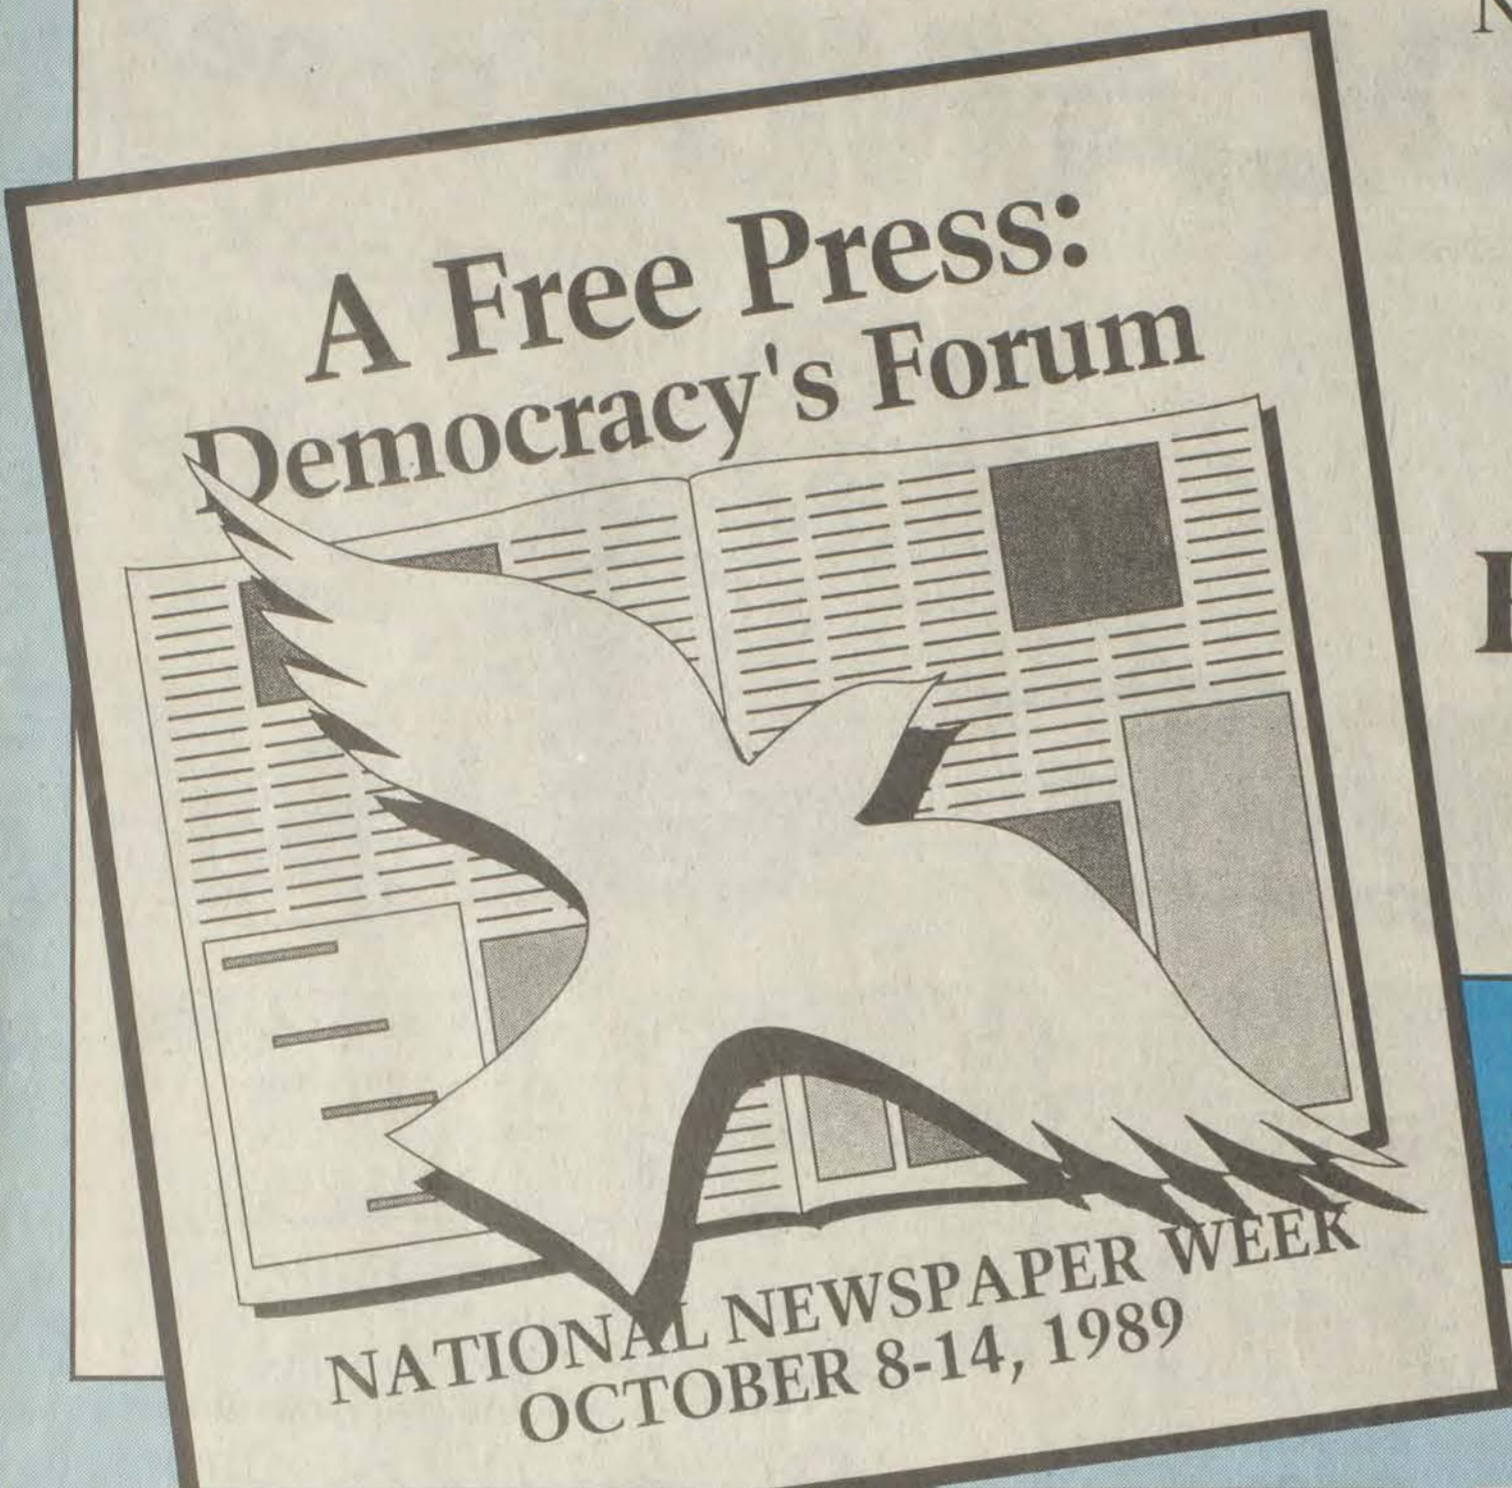 A Free Press:
Democracy's Forum
NATIONAL NEWSPAPER WEEK
OCTOBER 8-14, 1989